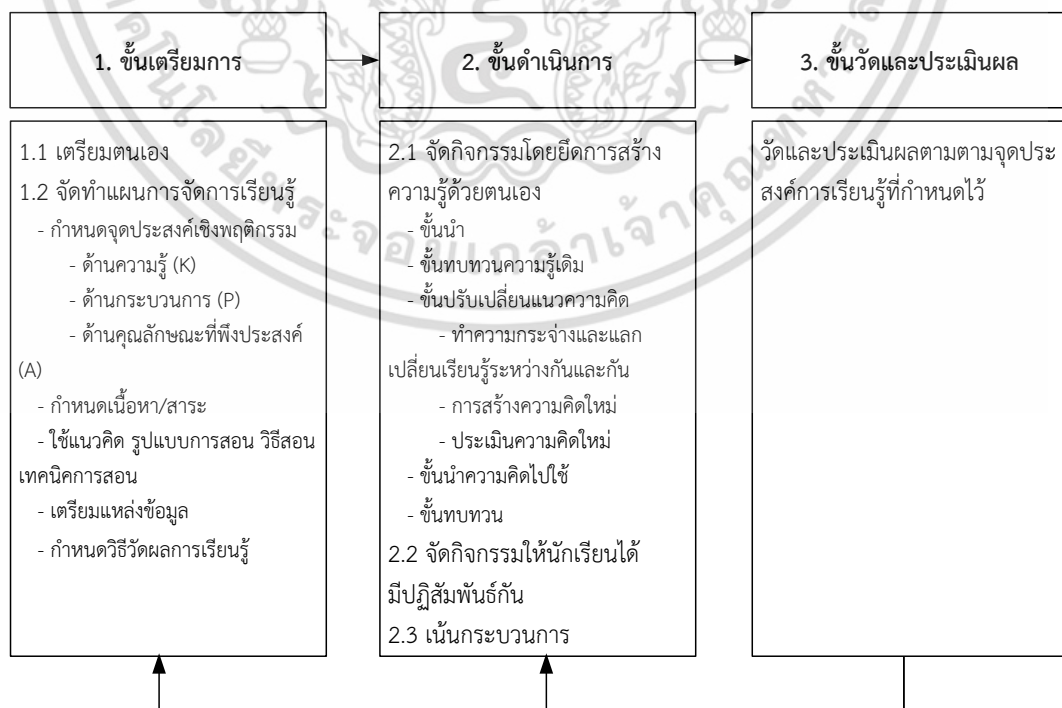 1. ขั้นเตรียมการ
2. ขั้นดำเนินการ
3. ขั้นวัดและประเมินผล
1.1 เตรียมตนเอง
1.2 จัดทำแผนการจัดการเรียนรู้
- กำหนดจุดประสงค์เชิงพฤติกรรม
- ด้านความรู้ (K)
- ด้านกระบวนการ (P)
- ด้านคุณลักษณะที่พึงประสงค์
(A)
- กำหนดเนื้อหา/สาระ
- ใช้แนวคิด รูปแบบการสอน วิธีสอน
เทคนิคการสอน
- เตรียมแหล่งข้อมูล
- กำหนดวิธีวัดผลการเรียนรู้
2.1 จัดกิจกรรมโดยยึดการสร้าง
ความรู้ด้วยตนเอง
- ขั้นนำ
- ขั้นทบทวนความรู้เดิม
- ขั้นปรับเปลี่ยนแนวความคิด
- ทำความกระจ่างและแลก
เปลี่ยนเรียนรู้ระหว่างกันและกัน
- การสร้างความคิดใหม่
- ประเมินความคิดใหม่
- ขั้นนำความคิดไปใช้
- ขั้นทบทวน
2.2 จัดกิจกรรมให้นักเรียนได้
มีปฏิสัมพันธ์กัน
2.3 เน้นกระบวนการ
วัดและประเมินผลตามตามจุดประ
สงค์การเรียนรู้ที่กำหนดไว้